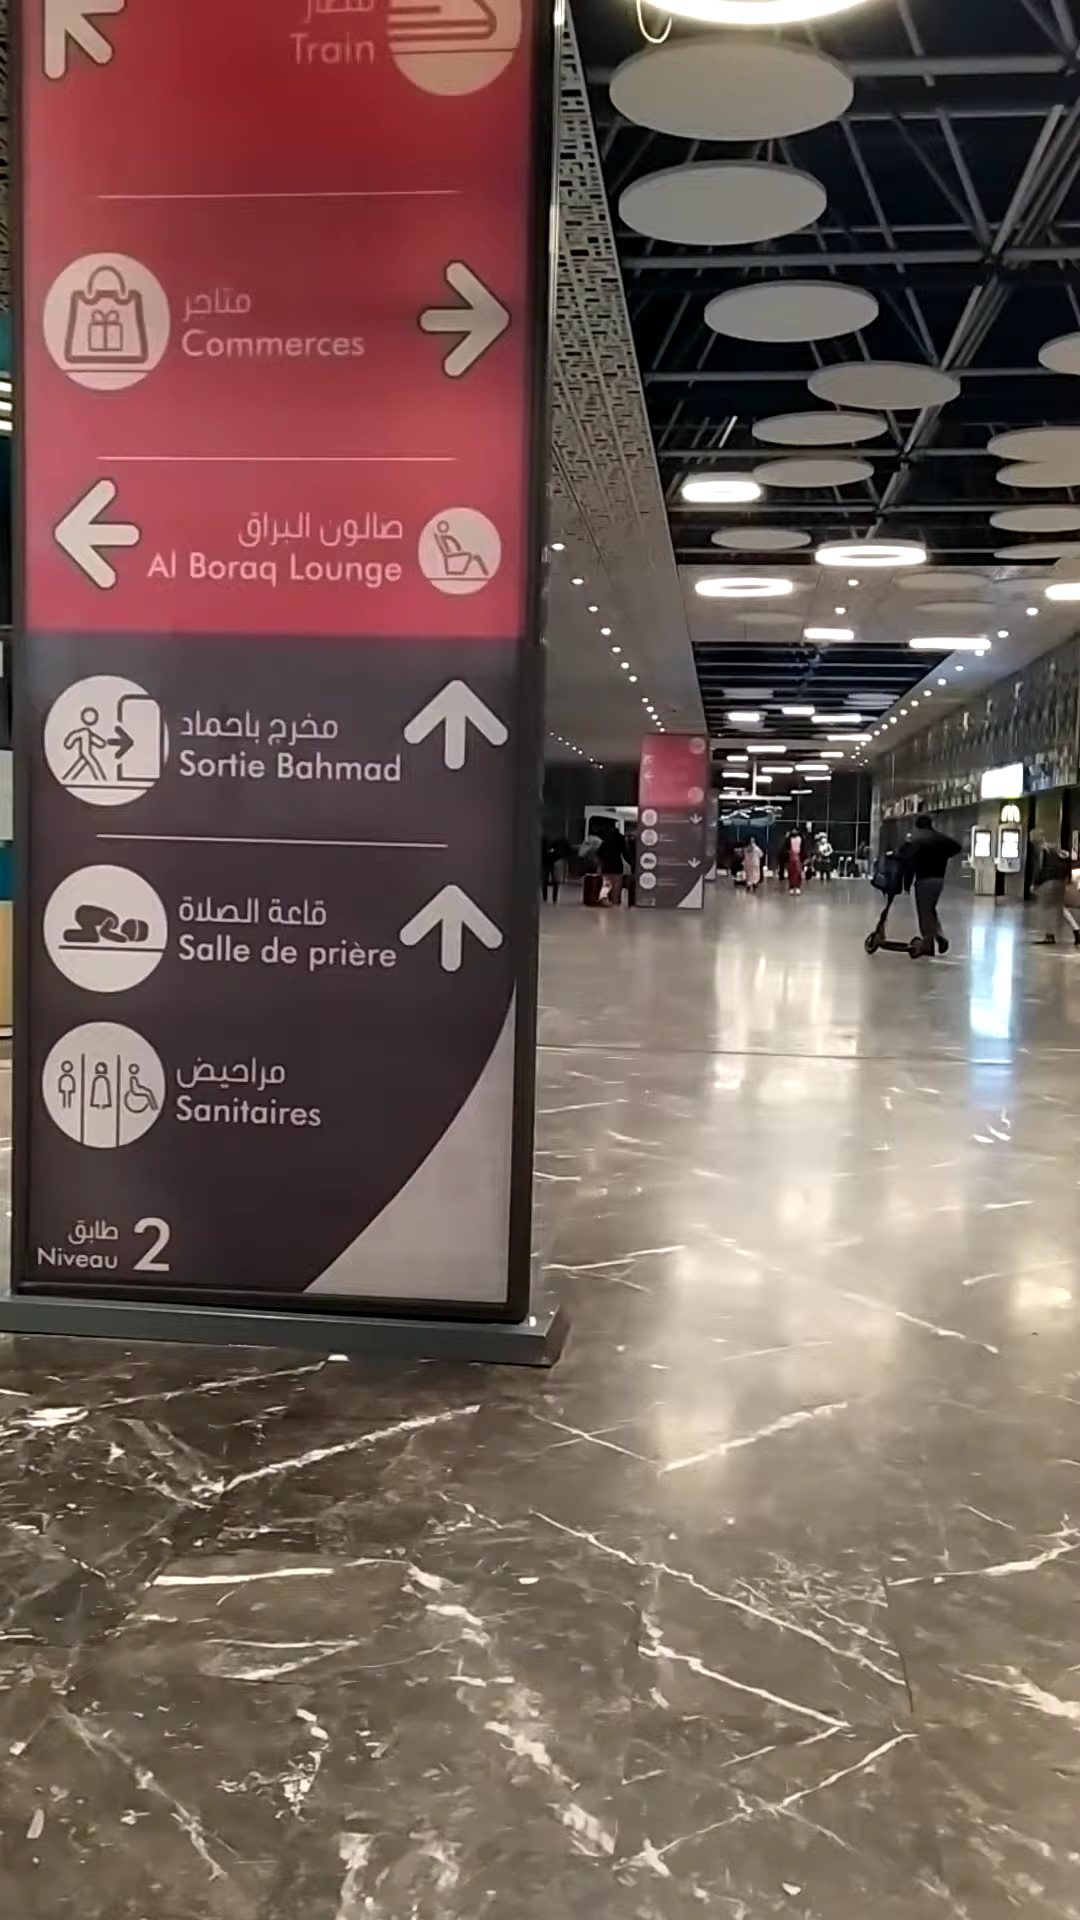 قطار
Train
متاجر
Commerces
صالون البراق
Al Boraq Lounge
مخرج باحماد
Sortie Bahmad
قاعة الصلاة
Salle de prière
مراحيض
Sanitaires
طابق
Niveau
2